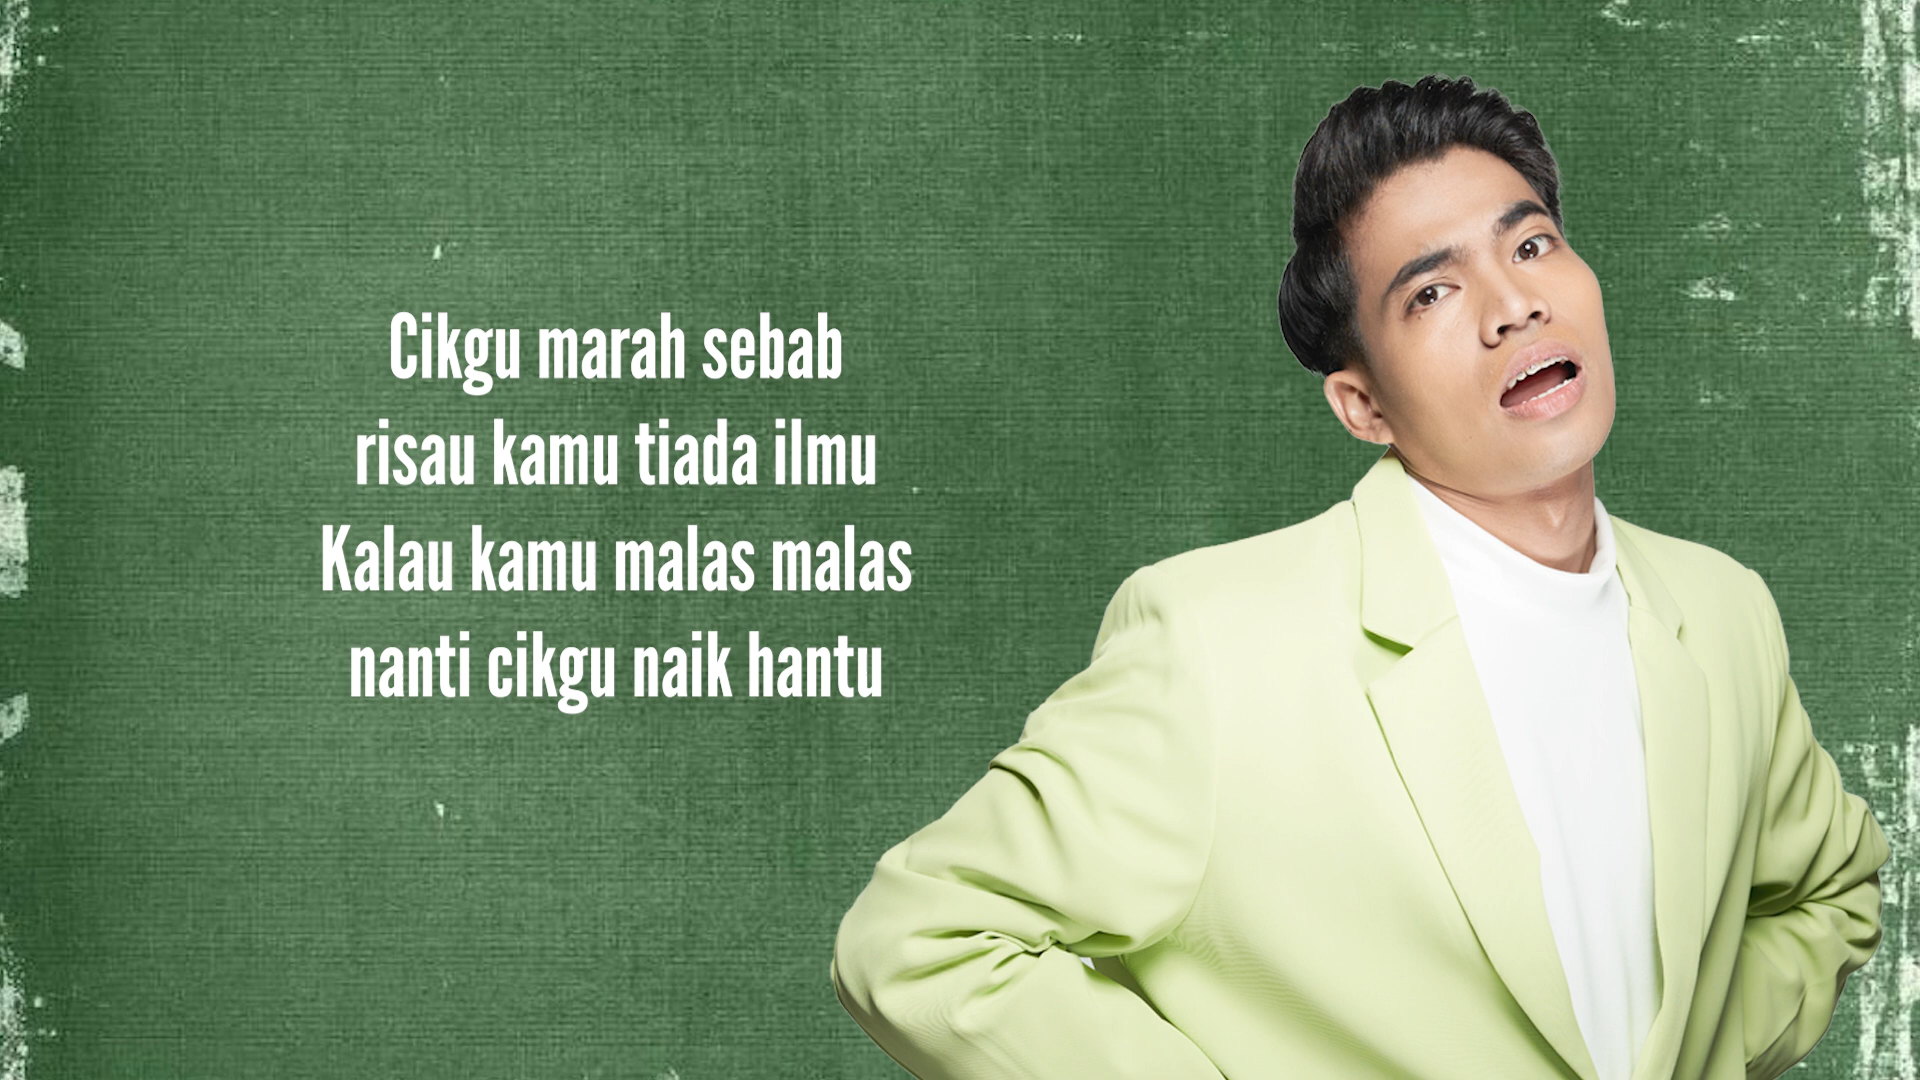 Cikgu marah sebab
risau kamu tiada ilmu
Kalau kamu malas malas
nanti cikgu naik hantu